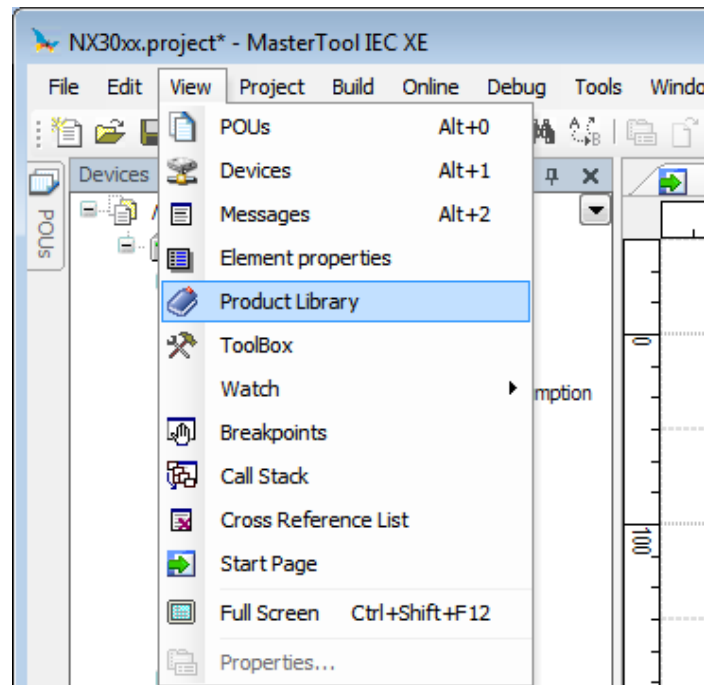 NX30xx.project* - MasterTool IEC XE
File Edit View Project Build Online Debug Tools
Devices
POUs
POUs Alt+0
Devices Alt+1
Messages Alt+2
Element properties
Product Library
ToolBox
Watch
Breakpoints
Call Stack
Cross Reference List
Start Page
Full Screen Ctrl+Shift+F12
Properties...
0
100